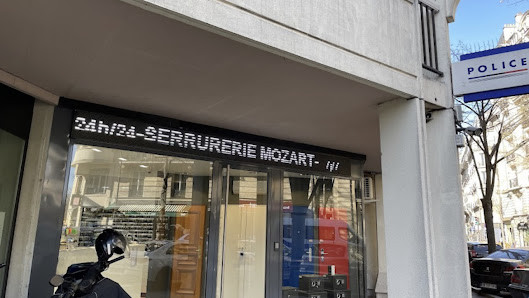 24h/24-SERRURERIE MOZART-
POLICE